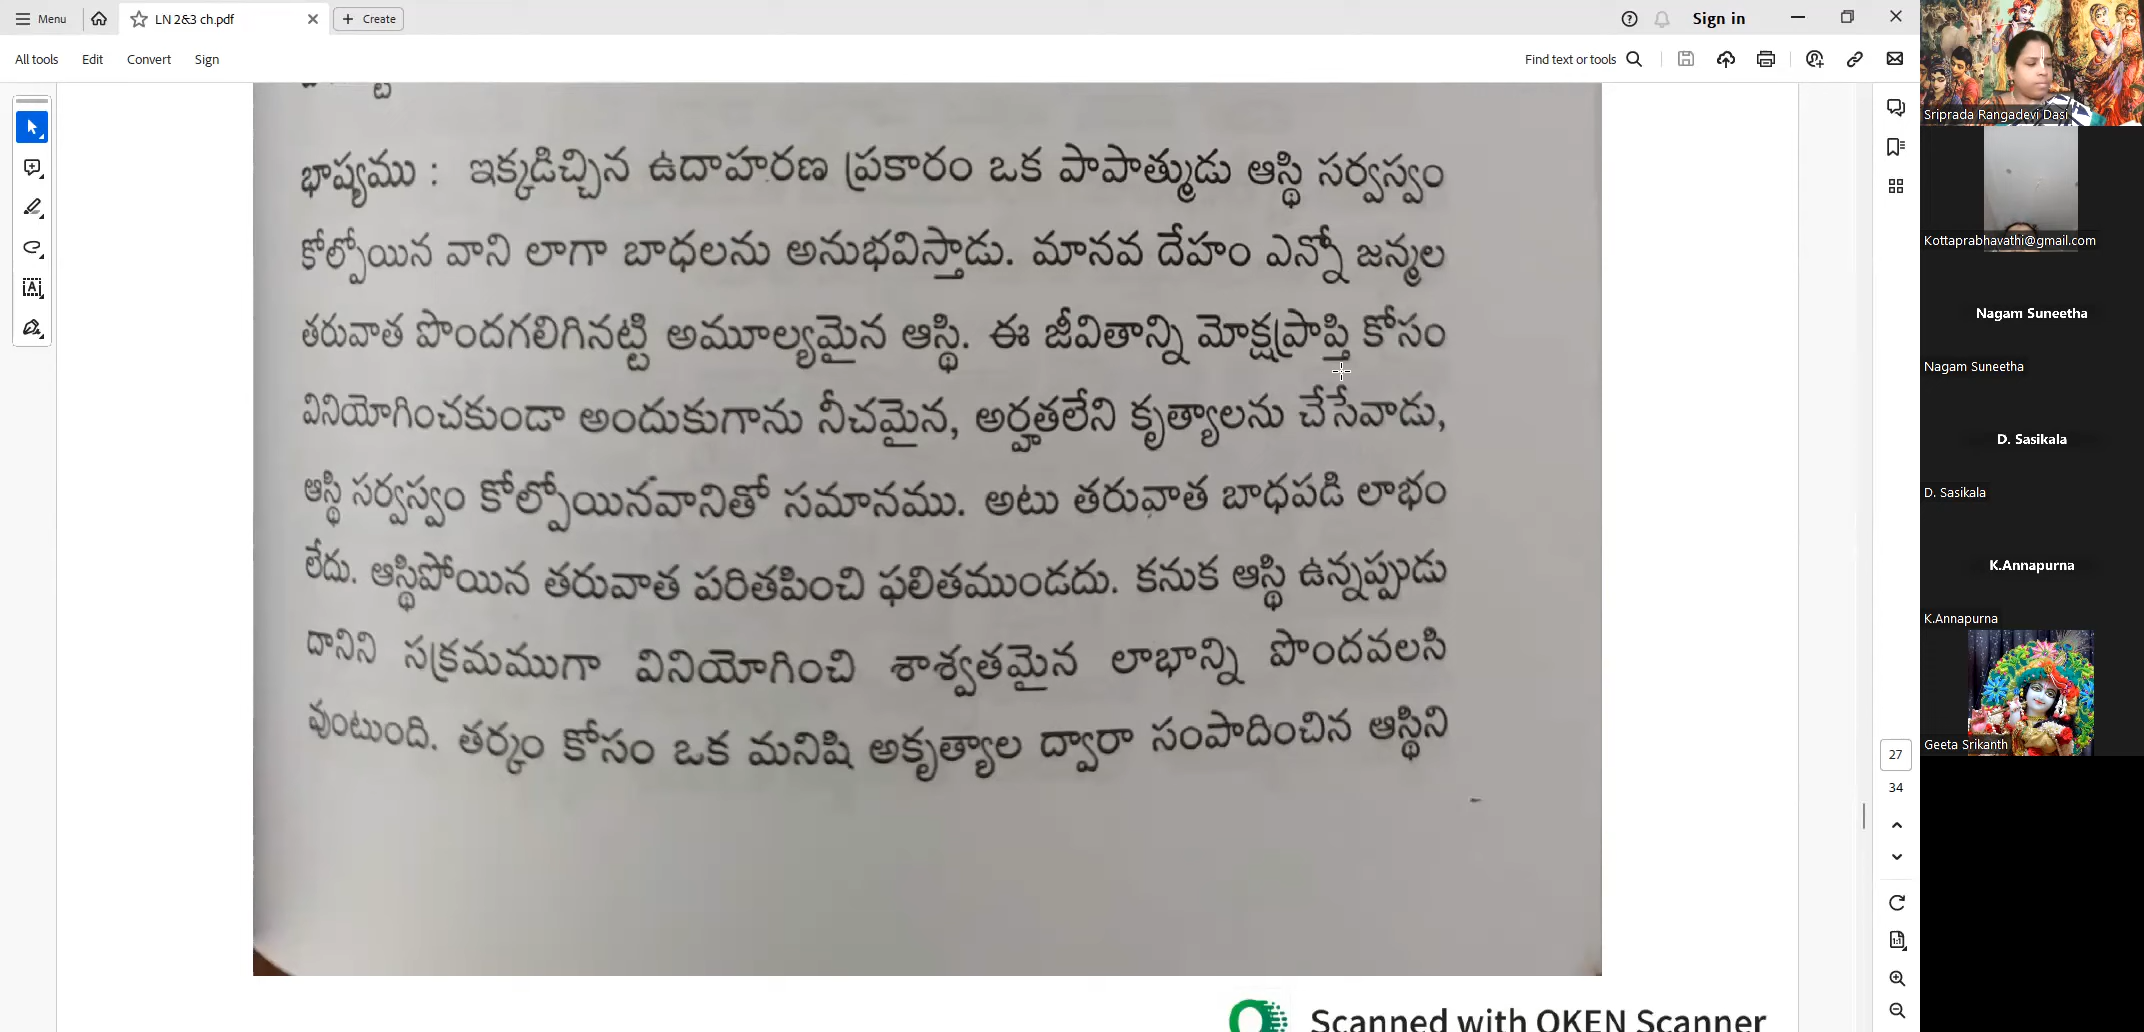 Menu
LN 2&3 ch.pdf
Create
Sign in
All tools
Edit
Convert
Sign
Find text or tools
భాష్యము : ఇక్కడిచ్చిన ఉదాహరణ ప్రకారం ఒక పాపాత్ముడు ఆస్థి సర్వస్వం
కోల్పోయిన వాని లాగా బాధలను అనుభవిస్తాడు. మానవ దేహం ఎన్నో జన్మల
తరువాత పొందగలిగినట్టి అమూల్యమైన ఆస్థి. ఈ జీవితాన్ని మోక్షప్రాప్తి కోసం
వినియోగించకుండా అందుకుగాను నీచమైన, అర్హతలేని కృత్యాలను చేసేవాడు,
ఆస్థి సర్వస్వం కోల్పోయినవానితో సమానము. అటు తరువాత బాధపడి లాభం
లేదు. ఆస్థిపోయిన తరువాత పరితపించి ఫలితముండదు. కనుక ఆస్థి ఉన్నప్పుడు
దానిని సక్రమముగా వినియోగించి శాశ్వతమైన లాభాన్ని పొందవలసి
వుంటుంది. తర్కం కోసం ఒక మనిషి అకృత్యాల ద్వారా సంపాదించిన ఆస్థిని
Scanned with OKEN Scanner
27
34
Sriprada Rangadevi Dasi
Kottaprabhavathi@gmail.com
Nagam Suneetha
Nagam Suneetha
D. Sasikala
D. Sasikala
K.Annapurna
K.Annapurna
Geeta Srikanth